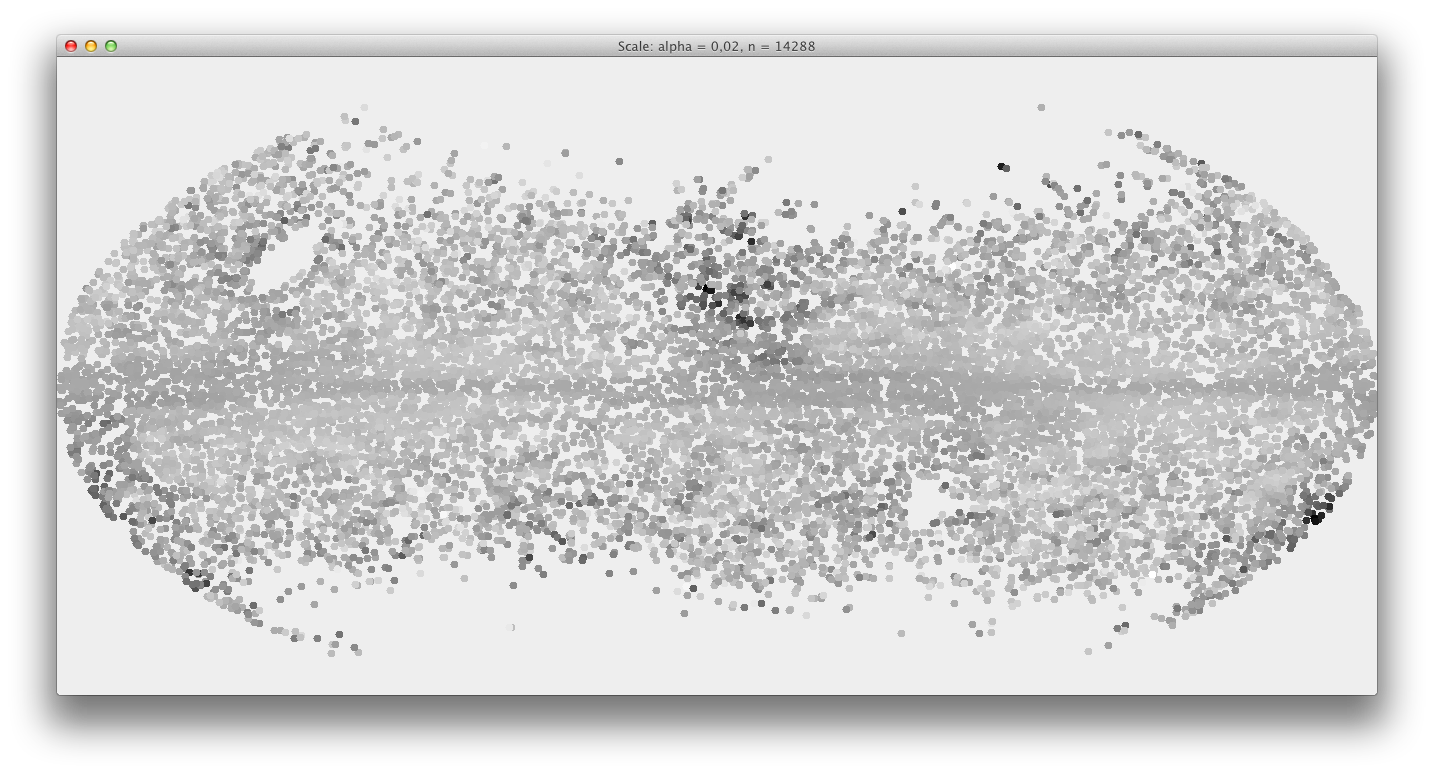 Scale: alpha = 0,02, n = 14288